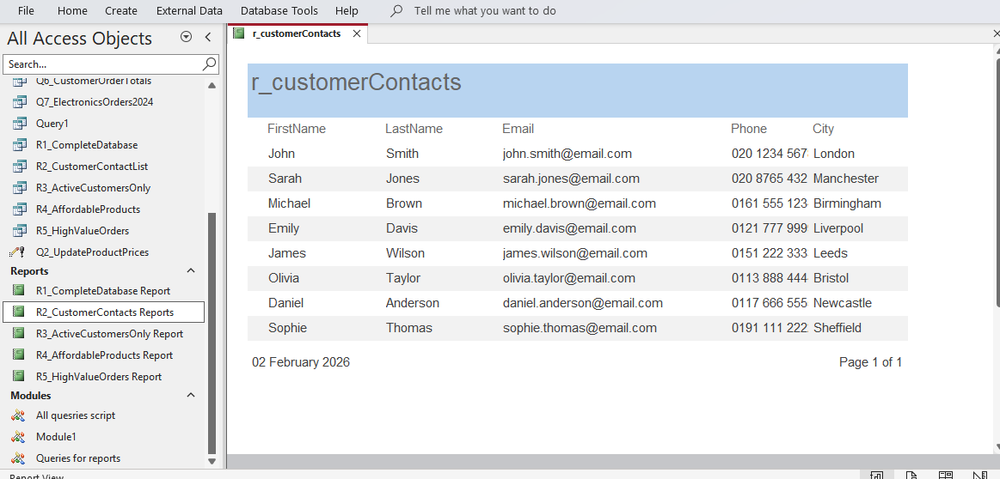 File Home Create External Data Database Tools Help Tell me what you want to do
All Access Objects
Search...
Q6_CustomerOrderTotals
Q7_ElectronicsOrders2024
Query1
R1_CompleteDatabase
R2_CustomerContactList
R3_ActiveCustomersOnly
R4_AffordableProducts
R5_HighValueOrders
Q2_UpdateProductPrices
Reports
R1_CompleteDatabase Report
R2_CustomerContacts Reports
R3_ActiveCustomersOnly Report
R4_AffordableProducts Report
R5_HighValueOrders Report
Modules
All quesries script
Module1
Queries for reports
r_customerContacts
r_customerContacts
FirstName LastName Email Phone City
John Smith john.smith@email.com 020 1234 567 London
Sarah Jones sarah.jones@email.com 020 8765 432 Manchester
Michael Brown michael.brown@email.com 0161 555 123 Birmingham
Emily Davis emily.davis@email.com 0121 777 999 Liverpool
James Wilson james.wilson@email.com 0151 222 333 Leeds
Olivia Taylor olivia.taylor@email.com 0113 888 444 Bristol
Daniel Anderson daniel.anderson@email.com 0117 666 555 Newcastle
Sophie Thomas sophie.thomas@email.com 0191 111 222 Sheffield
02 February 2026 Page 1 of 1
Report View